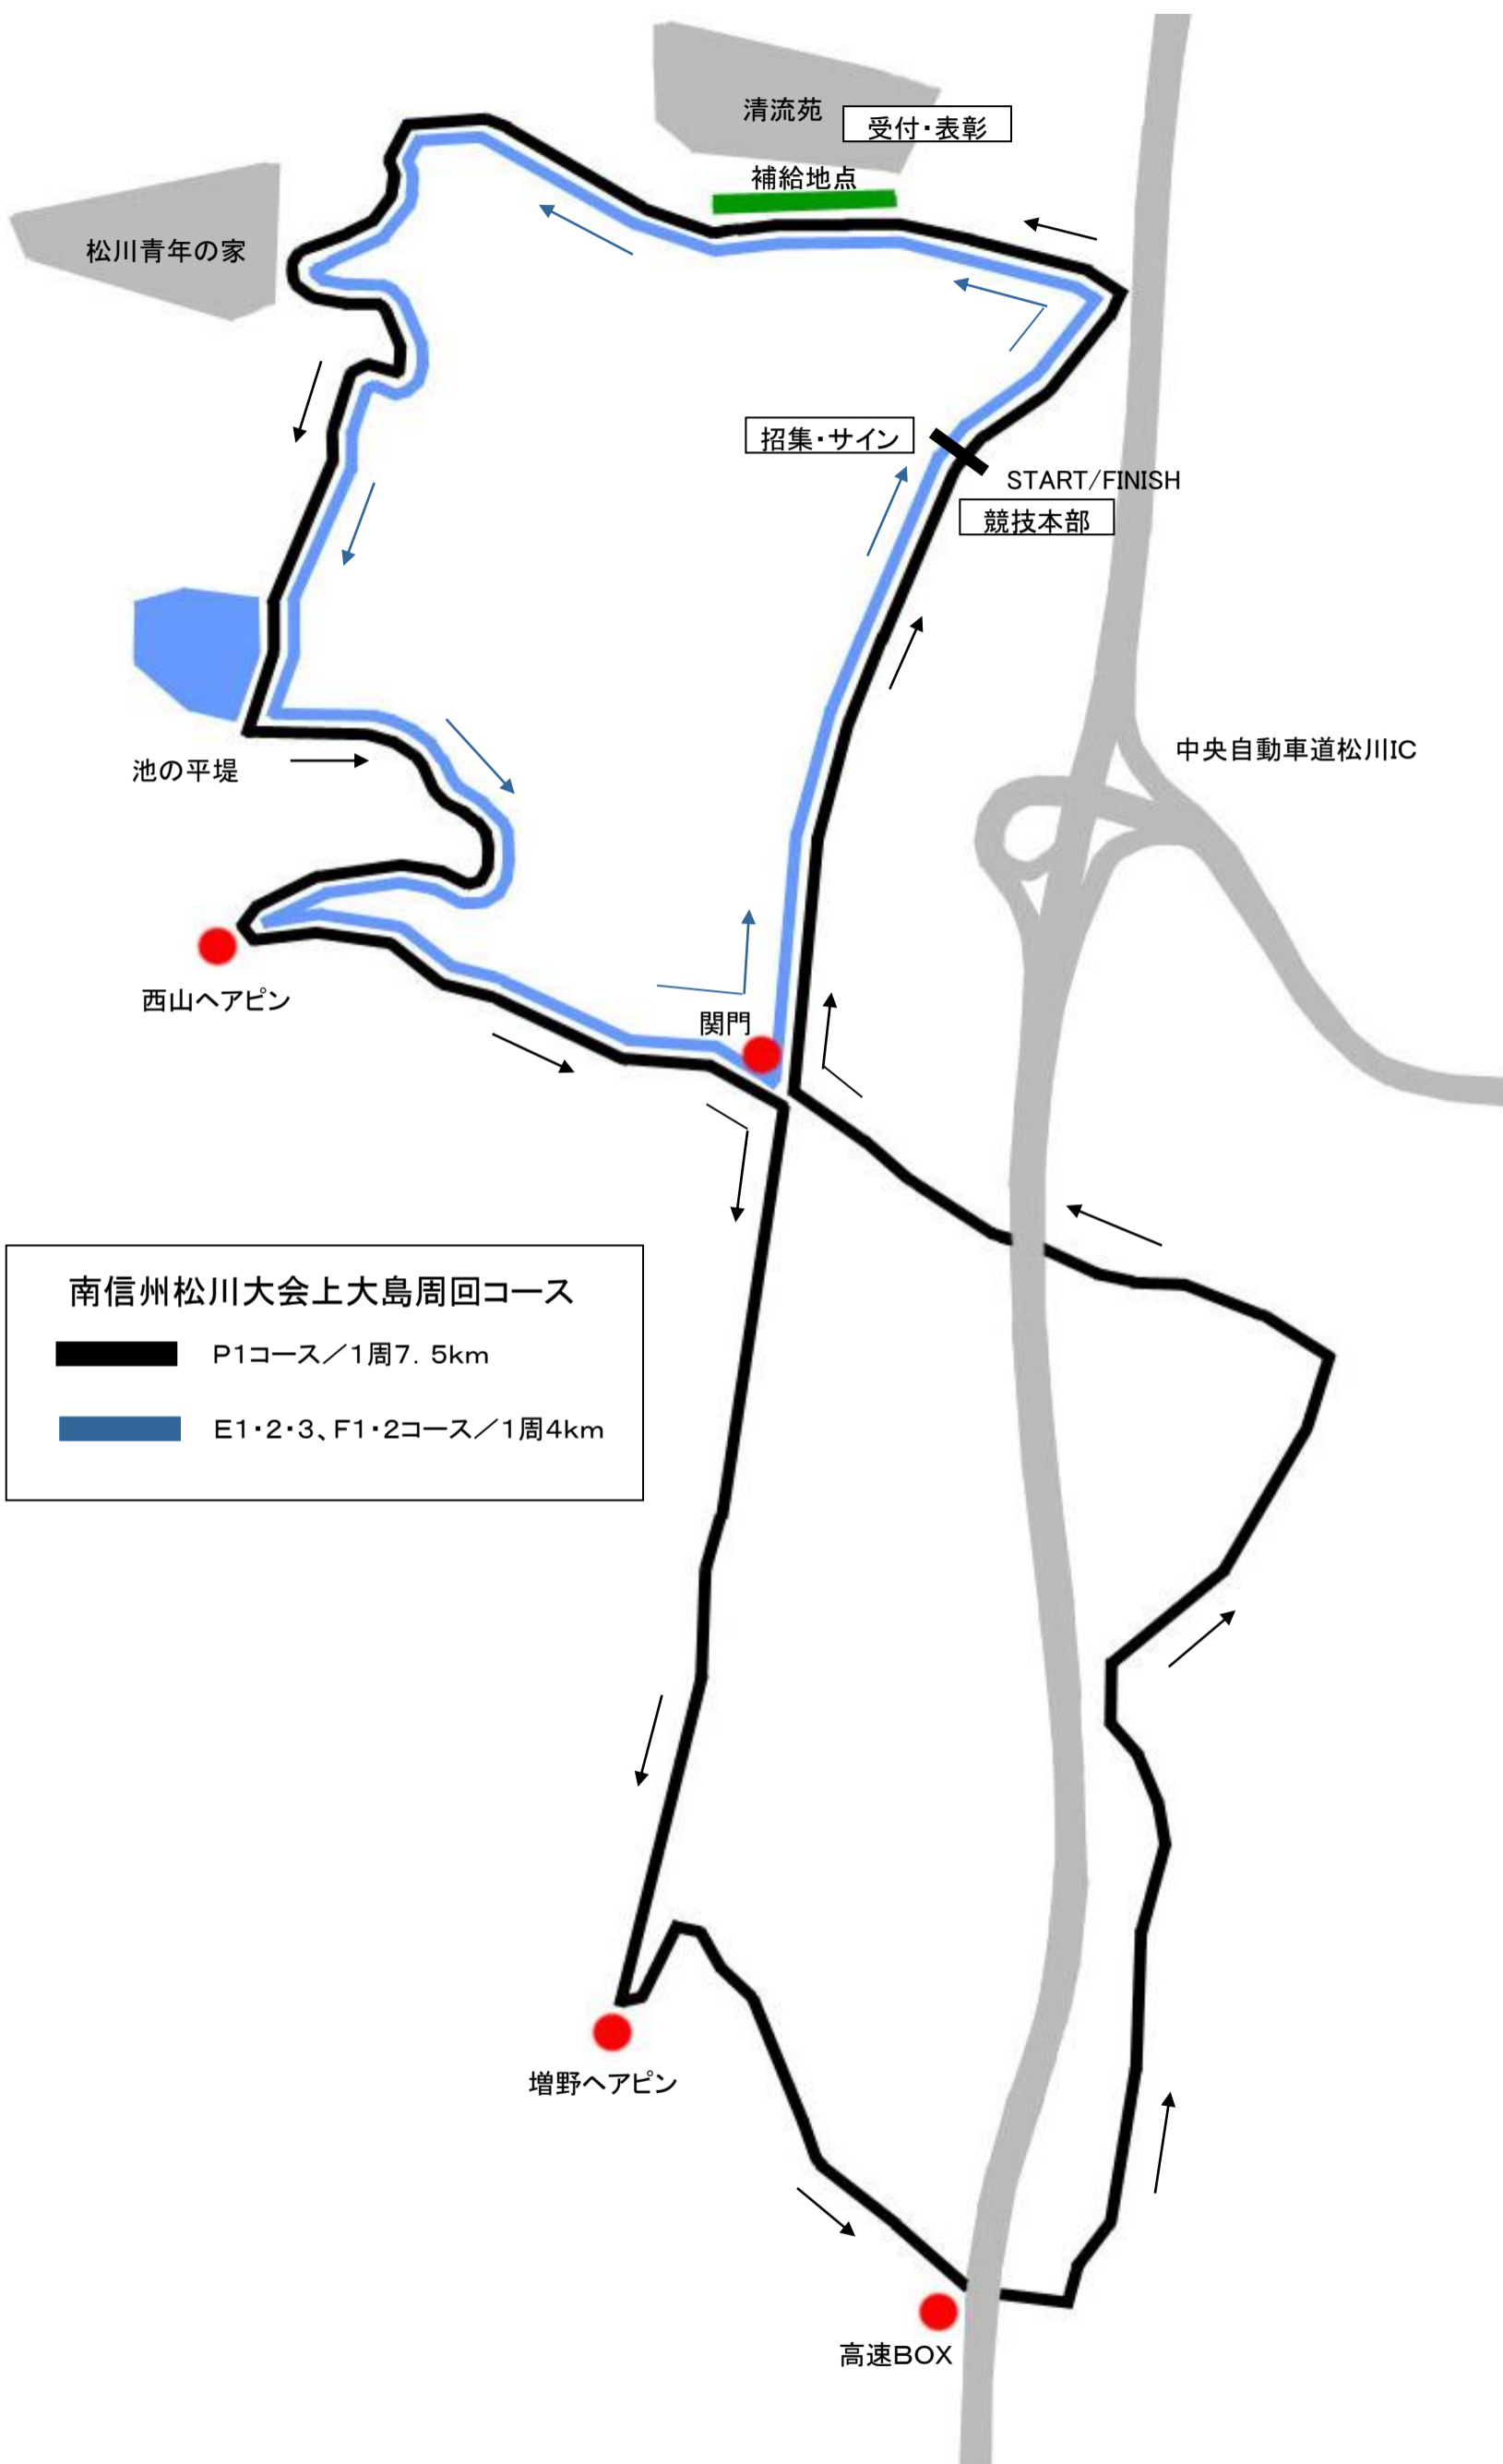 清流苑
受付・表彰
補給地点
松川青年の家
招集・サイン
START/FINISH
競技本部
中央自動車道松川IC
池の平堤
西山ヘアピン
関門
南信州松川大会上大島周回コース
P1コース／1周7．5km
E1・2・3、F1・2コース／1周4km
増野ヘアピン
高速BOX